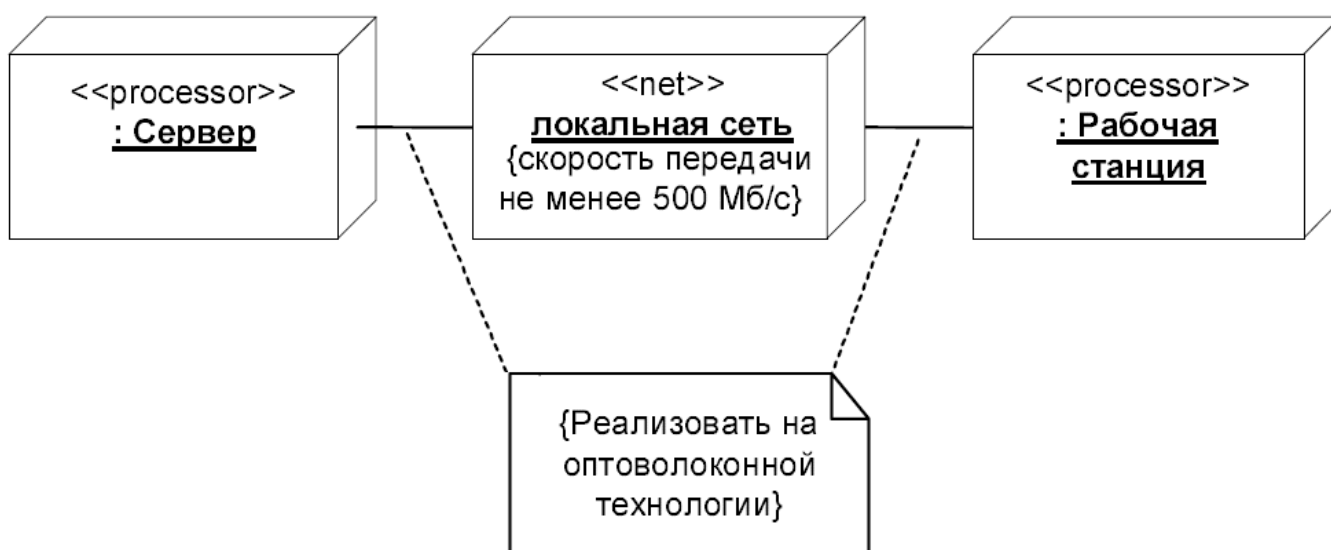 <<processor>>
: Сервер
<<net>>
локальная сеть
{скорость передачи
не менее 500 Мб/с}
<<processor>>
: Рабочая
станция
{Реализовать на
оптоволоконной
технологии}